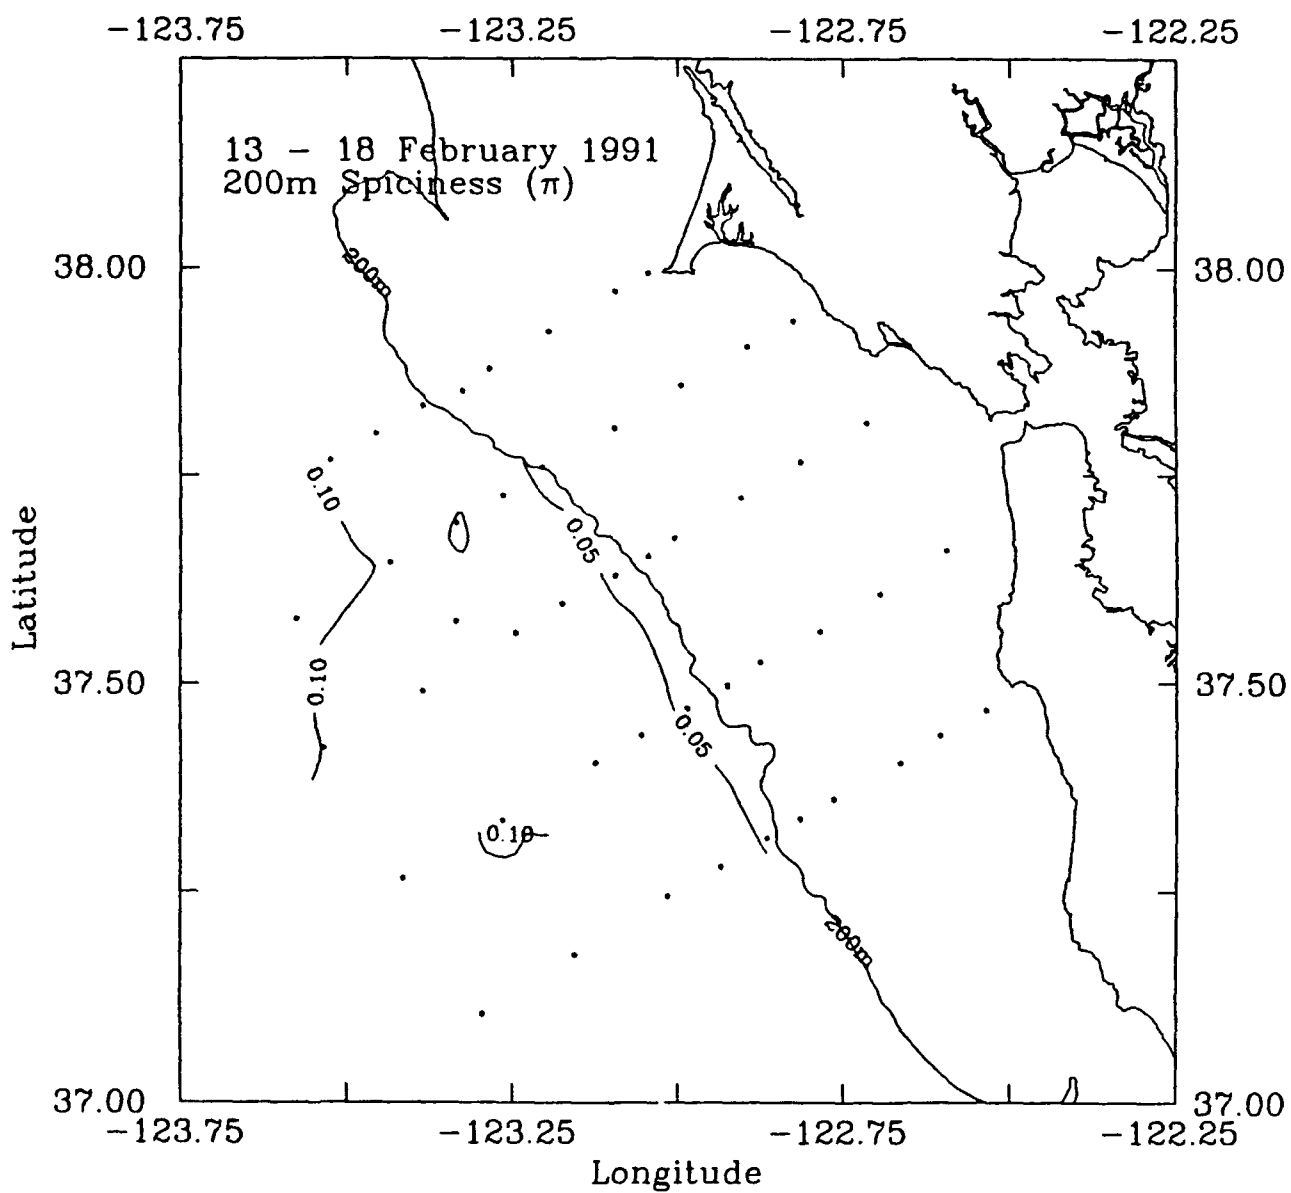 -123.75 -123.25 -122.75 -122.25
13 - 18 February 1991
200m Spiciness (π)
38.00 200m 38.00
0.10
0.05
Latitude
0.10
37.50 37.50
0.05
0.10
200m
37.00 37.00
-123.75 -123.25 -122.75 -122.25
Longitude